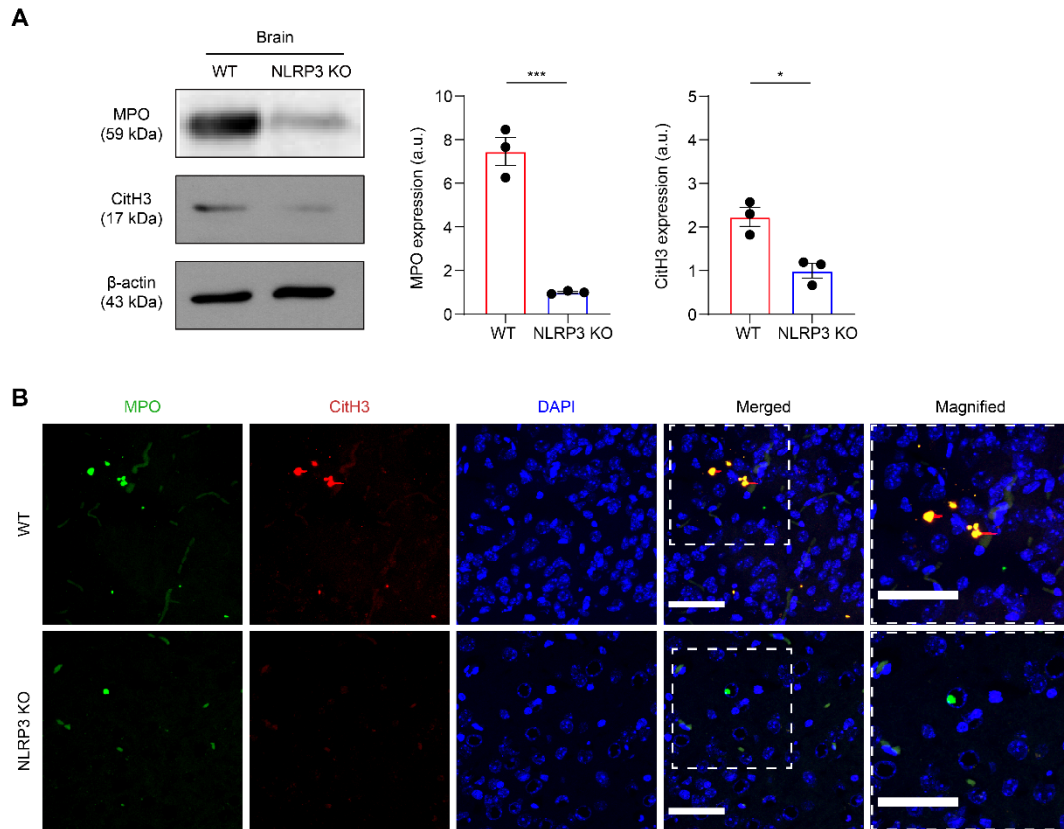 A
Brain
WT NLRP3 KO
MPO
(59 kDa)
CitH3
(17 kDa)
β-actin
(43 kDa)
MPO expression (a.u.)
10
8
6
4
2
0
***
WT NLRP3 KO
CitH3 expression (a.u.)
5
4
3
2
1
0
*
WT NLRP3 KO
B
MPO CitH3 DAPI Merged Magnified
WT
NLRP3 KO